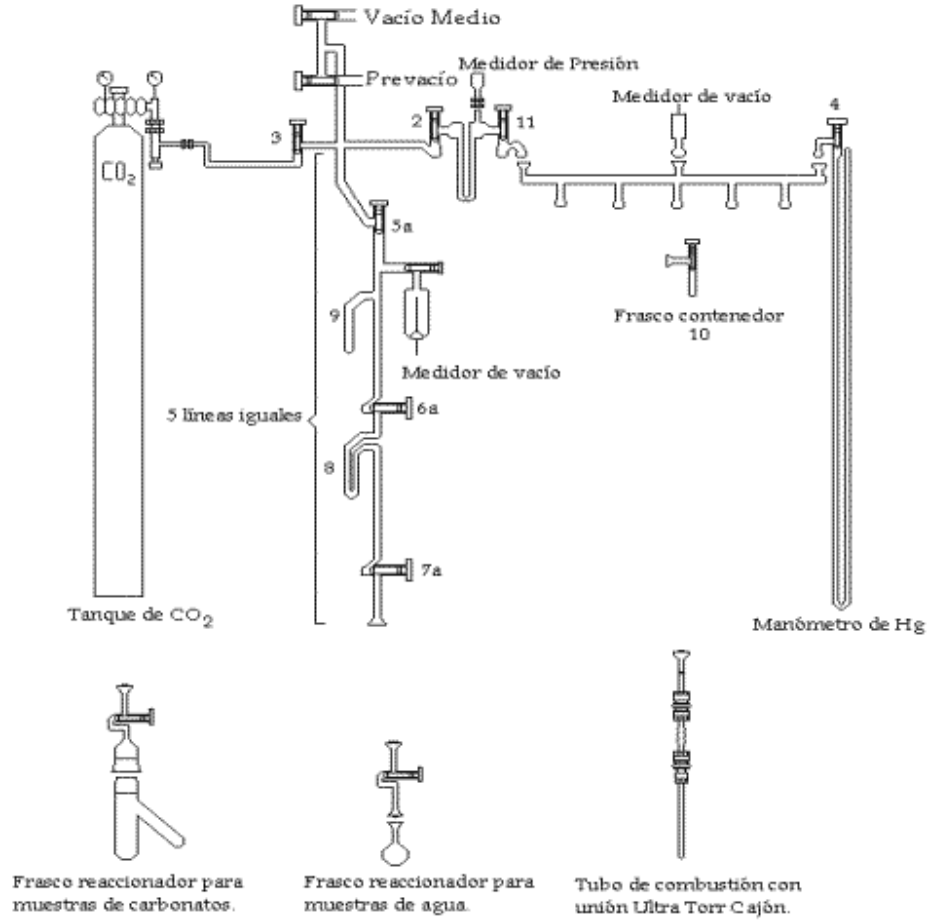 Vacío Medio
Medidor de Presión
Prevacío
Medidor de vacío
4
2
11
3
CO2
5a
9
Frasco contenedor
10
Medidor de vacío
6a
5 líneas iguales
8
7a
Tanque de CO2
Manómetro de Hg
Frasco reaccionador para
muestras de carbonatos.
Frasco reaccionador para
muestras de agua.
Tubo de combustión con
unión Ultra Torr Cajón.